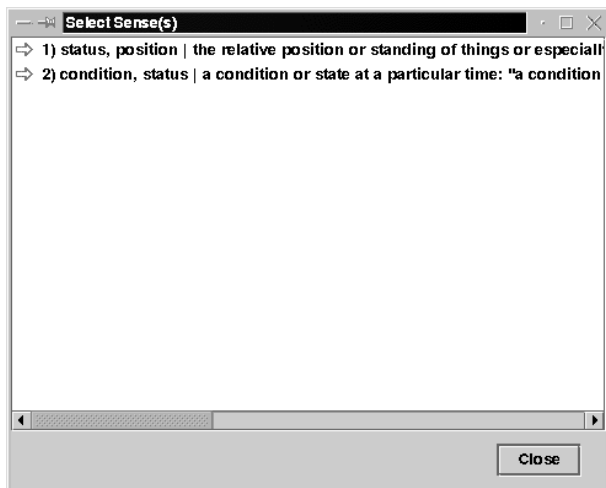 Select Sense(s)
1) status, position | the relative position or standing of things or especiall
2) condition, status | a condition or state at a particular time: "a condition
Close